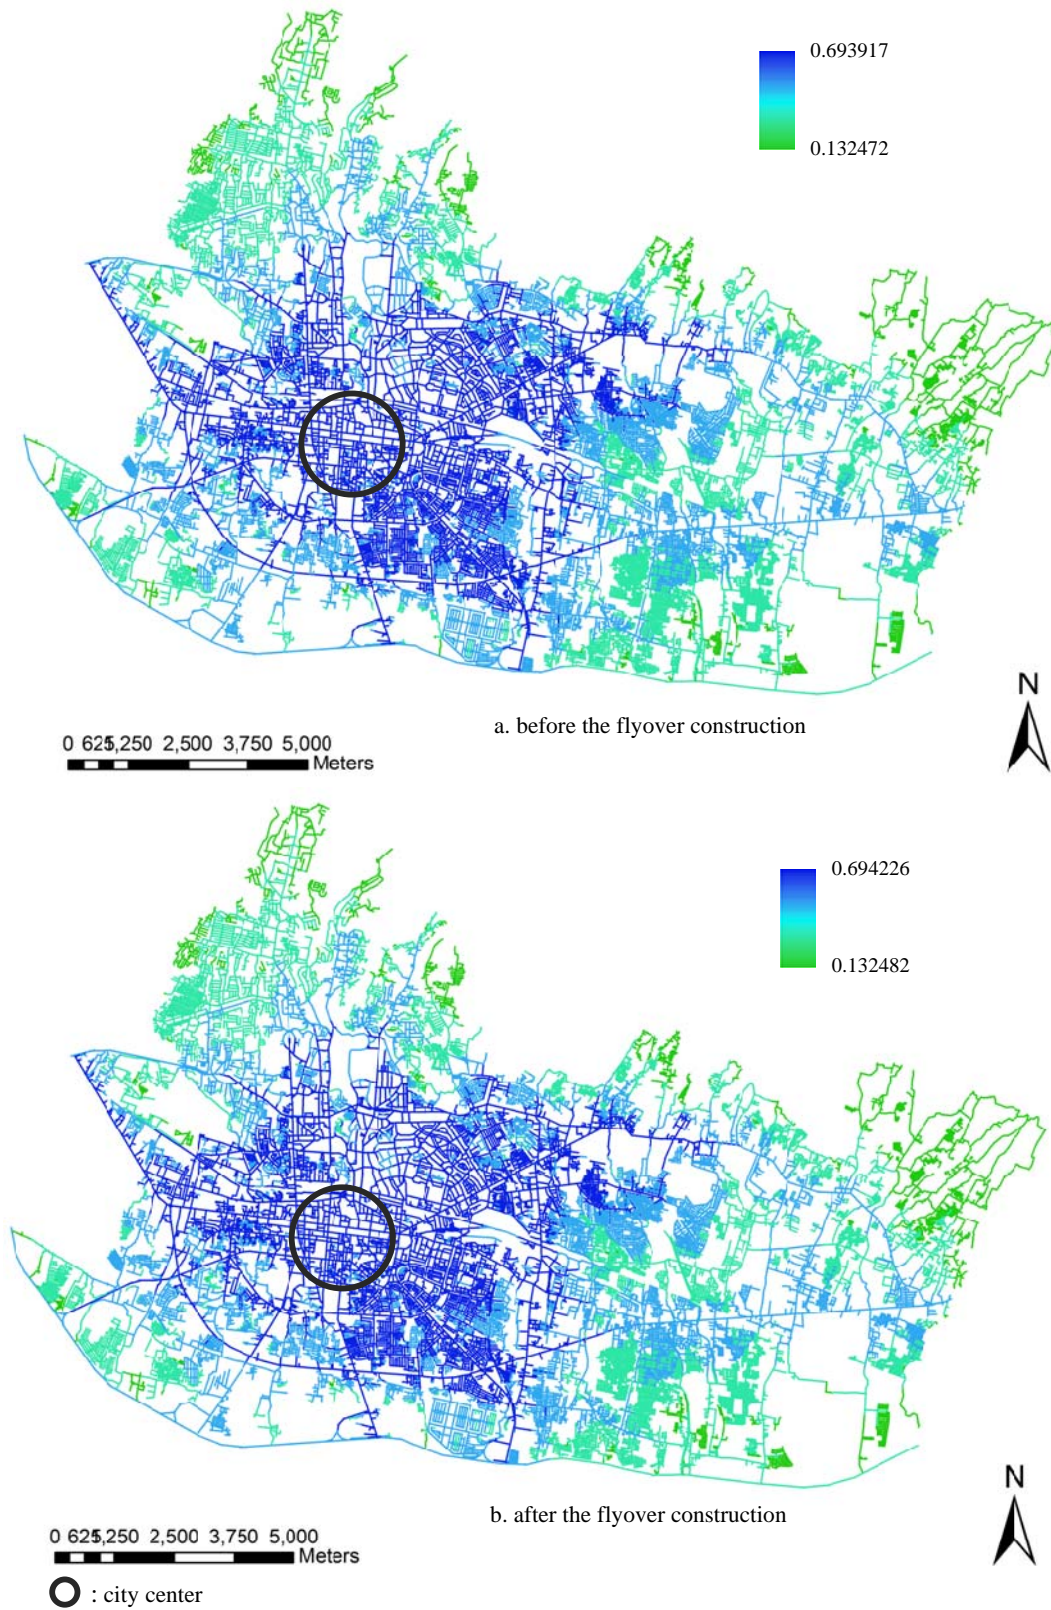 0.693917
0.132472
N
a. before the flyover construction
0 625 1,250 2,500 3,750 5,000
Meters
0.694226
0.132482
N
b. after the flyover construction
0 625 1,250 2,500 3,750 5,000
Meters
: city center